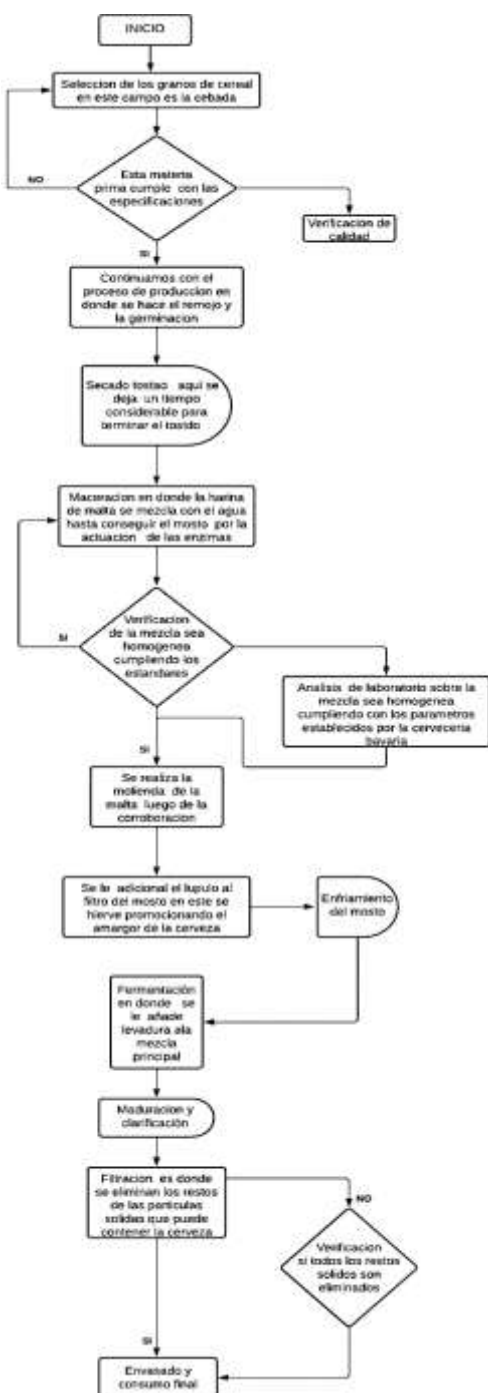 INICIO
Seleccion de los granos de cereal
en este campo es la cebada
Esta materia
prima cumple con las
especificaciones
NO
Verificacion de
calidad
SI
Continuamos con el
proceso de produccion en
donde se hace el remojo y
la germinacion
Secado tostao aqui se
deja un tiempo
considerable para
terminar el tostdo
Maceracion en donde la harina
de malta se mezcla con el agua
hasta conseguir el mosto por la
actuacion de las enzimas
Verificacion
de la mezcla sea
homogenea
cumpliendo los
estandares
SI
Analisis de laboratorio sobre la
mezcla sea homogenea
cumpliendo con los parametros
establecidos por la cerveceria
bavaria
SI
Se realiza la
molienda de la
malta luego de la
corroboracion
Se le adicional el lupulo al
filtro del mosto en este se
hierve promocionando el
amargor de la cerveza
Enfriamiento
del mosto
Fermentación
en donde se
le añade
levadura ala
mezcla
principal
Maduracion y
clarificación
Filtracion es donde
se eliminan los restos
de las particulas
solidas que puede
contener la cerveza
NO
Verificacion
si todos los restos
solidos son
eliminados
SI
Envasado y
consumo final